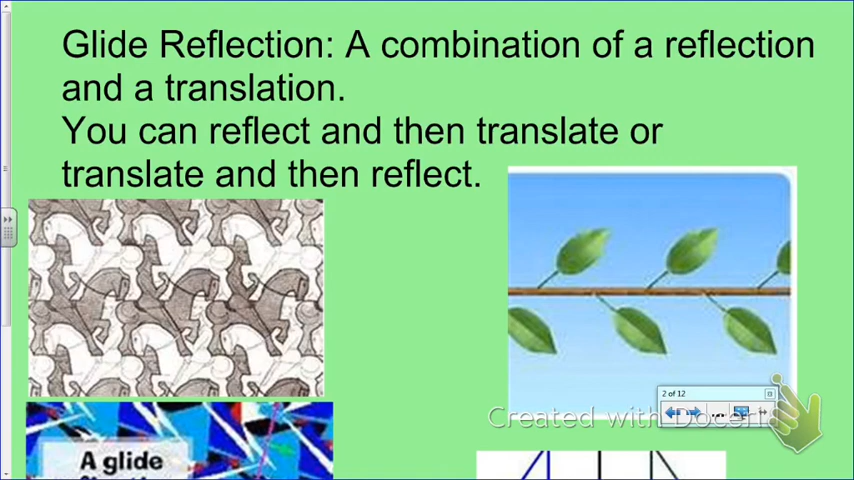 Glide Reflection: A combination of a reflection
and a translation.
You can reflect and then translate or
translate and then reflect.
2 of 12
Created with Doceri
A glide